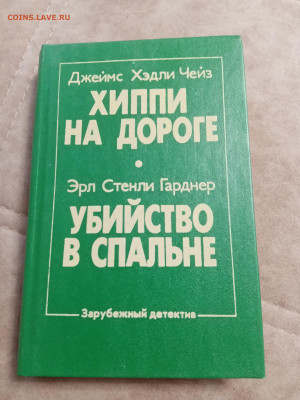 COINS.LAVE.RU
Джеймс Хэдли Чейз
ХИППИ
НА ДОРОГЕ
Эрл Стенли Гарднер
УБИЙСТВО
В СПАЛЬНЕ
Зарубежный детектив